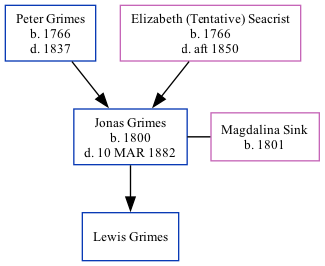 Peter Grimes
b. 1766
d. 1837
Elizabeth (Tentative) Seacrist
b. 1766
d. aft 1850
Jonas Grimes
b. 1800
d. 10 MAR 1882
Magdalina Sink
b. 1801
Lewis Grimes